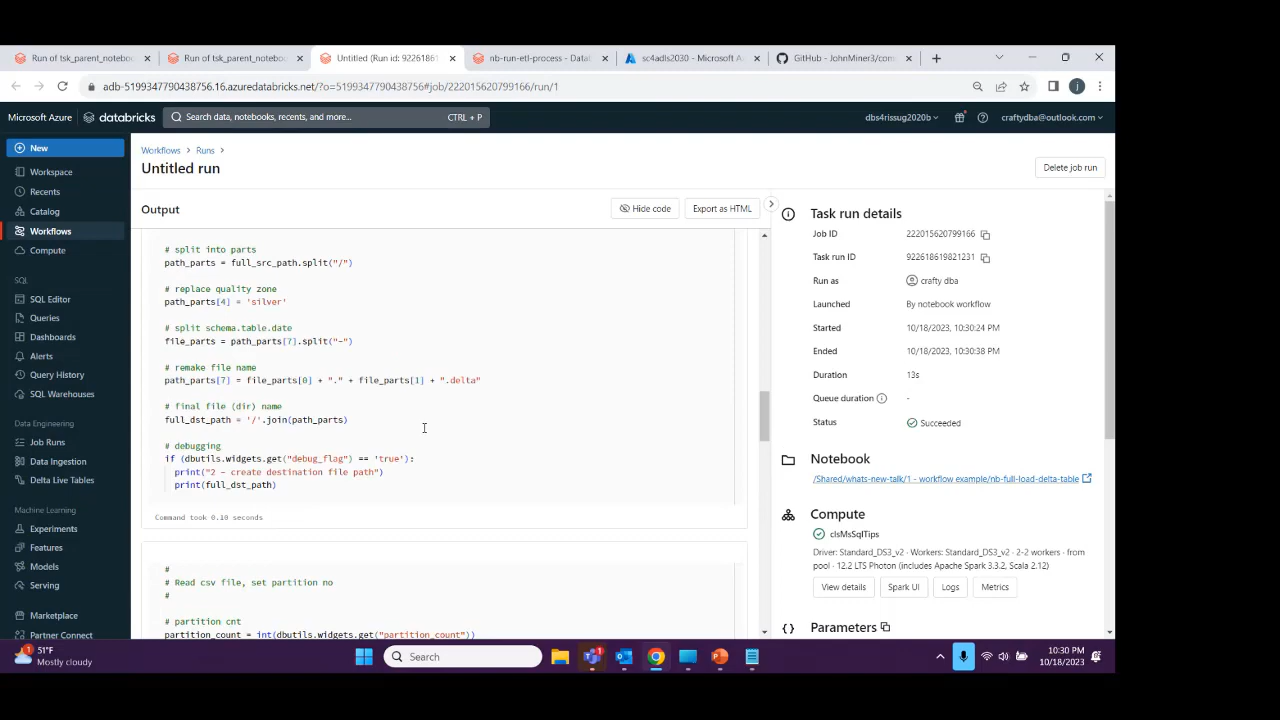 Run of tsk_parent_notebo
Run of tsk_parent_notebo
Untitled (Run id: 92261861
nb-run-etl-process - Data
sc4adls2030 - Microsoft A
GitHub - JohnMiner3/com
adb-5199347790438756.16.azuredatabricks.net/?o=5199347790438756#job/222015620799166/run/1
Microsoft Azure
databricks
Search data, notebooks, recents, and more...
CTRL + P
dbs4rissug2020b
craftydba@outlook.com
New
Workspace
Recents
Catalog
Workflows
Compute
SQL
SQL Editor
Queries
Dashboards
Alerts
Query History
SQL Warehouses
Data Engineering
Job Runs
Data Ingestion
Delta Live Tables
Machine Learning
Experiments
Features
Models
Serving
Marketplace
Partner Connect
Workflows > Runs >
Untitled run
Delete job run
Output
Hide code
Export as HTML
# split into parts
path_parts = full_src_path.split("/")
# replace quality zone
path_parts[4] = 'silver'
# split schema.table.date
file_parts = path_parts[7].split("-")
# remake file name
path_parts[7] = file_parts[0] + "." + file_parts[1] + ".delta"
# final file (dir) name
full_dst_path = '/'.join(path_parts)
# debugging
if (dbutils.widgets.get("debug_flag") == 'true'):
print("2 - create destination file path")
print(full_dst_path)
Command took 0.10 seconds
#
# Read csv file, set partition no
#
# partition cnt
partition_count = int(dbutils.widgets.get("partition_count"))
Task run details
Job ID 222015620799166
Task run ID 922618619821231
Run as crafty dba
Launched By notebook workflow
Started 10/18/2023, 10:30:24 PM
Ended 10/18/2023, 10:30:38 PM
Duration 13s
Queue duration -
Status Succeeded
Notebook
/Shared/whats-new-talk/1 - workflow example/nb-full-load-delta-table
Compute
clsMsSqlTips
Driver: Standard_DS3_v2 · Workers: Standard_DS3_v2 · 2-2 workers · from
pool · 12.2 LTS Photon (includes Apache Spark 3.3.2, Scala 2.12)
View details
Spark UI
Logs
Metrics
Parameters
51°F
Mostly cloudy
Search
10:30 PM
10/18/2023